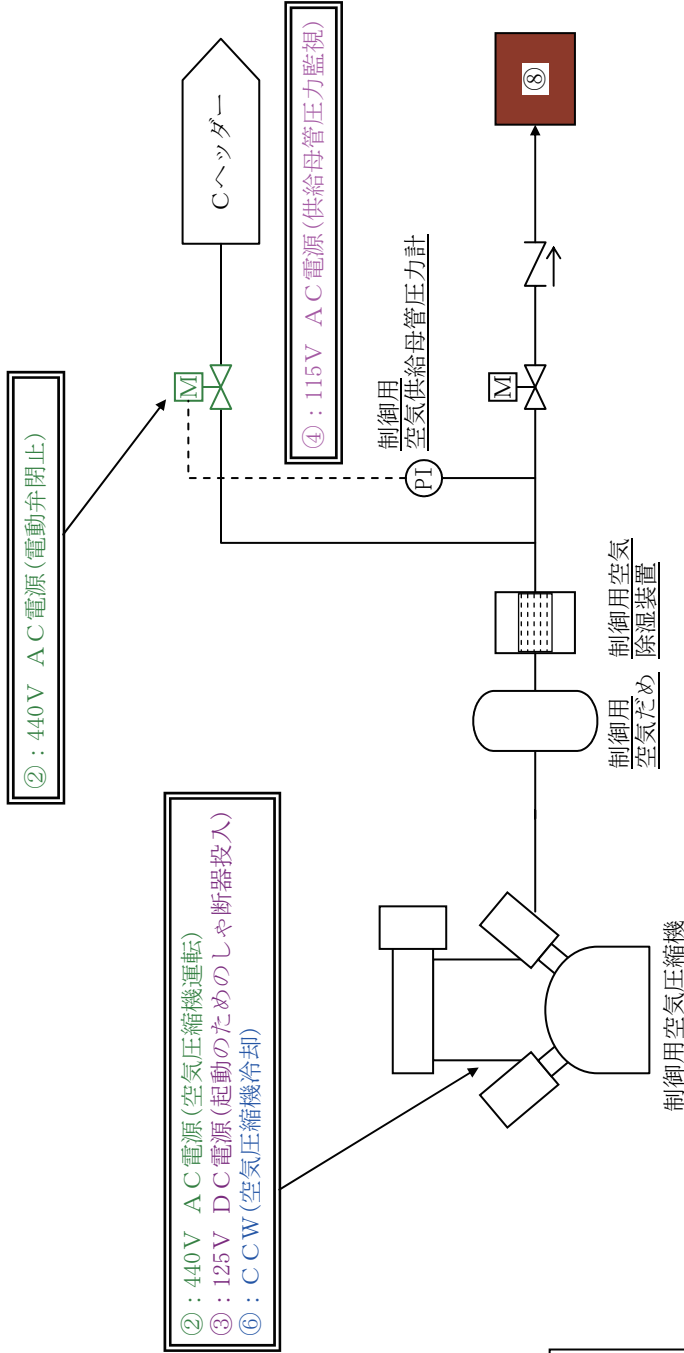 ②：440V AC電源(空気圧縮機運転)
③：125V DC電源(起動のためのしゃ断器投入)
⑥：CCW(空気圧縮機冷却)
②：440V AC電源(電動弁閉止)
M
Cヘッダー
④：115V AC電源(供給母管圧力監視)
制御用
空気供給母管圧力計
PI
M
⑧
制御用空気圧縮機
制御用
空気だめ
制御用空気
除湿装置